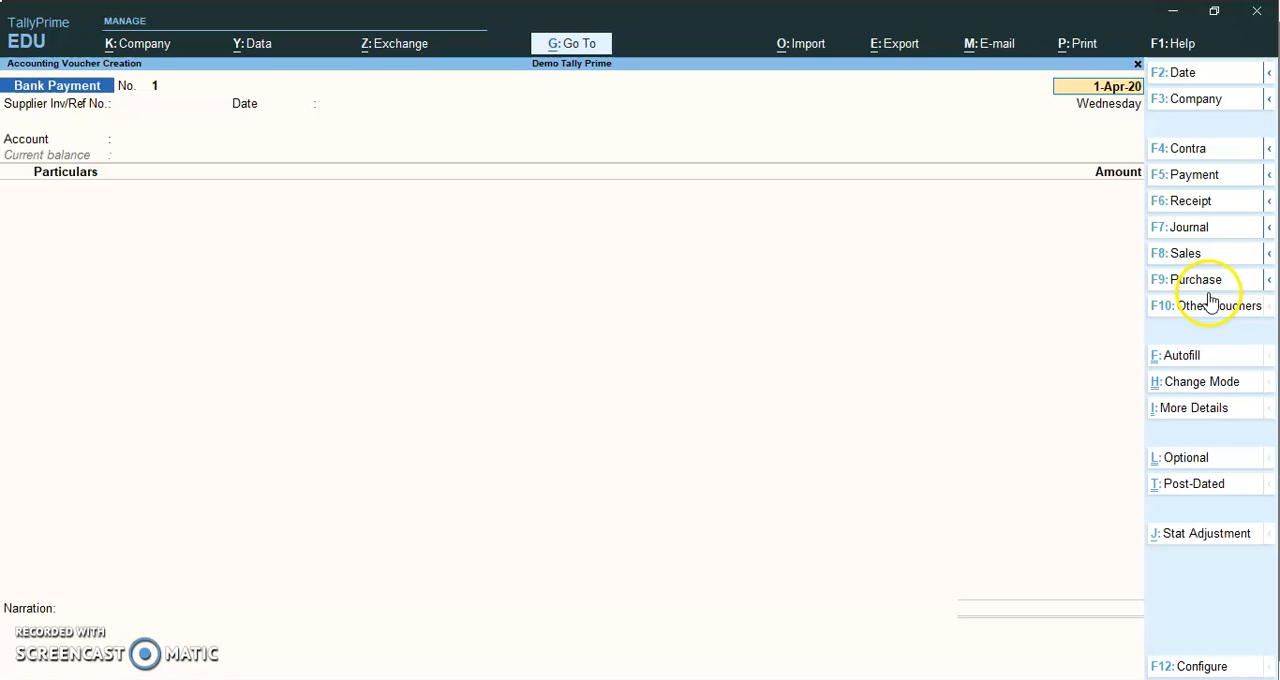 TallyPrime
EDU
MANAGE
K: Company
Y: Data
Z: Exchange
G: Go To
O: Import
E: Export
M: E-mail
P: Print
F1: Help
Accounting Voucher Creation
Demo Tally Prime
Bank Payment No. 1
1-Apr-20
Supplier Inv/Ref No.:
Date :
Wednesday
Account :
Current balance :
Particulars
Amount
F2: Date
F3: Company
F4: Contra
F5: Payment
F6: Receipt
F7: Journal
F8: Sales
F9: Purchase
F10: Other Vouchers
F: Autofill
H: Change Mode
I: More Details
L: Optional
T: Post-Dated
J: Stat Adjustment
F12: Configure
Narration:
RECORDED WITH
SCREENCAST MATIC